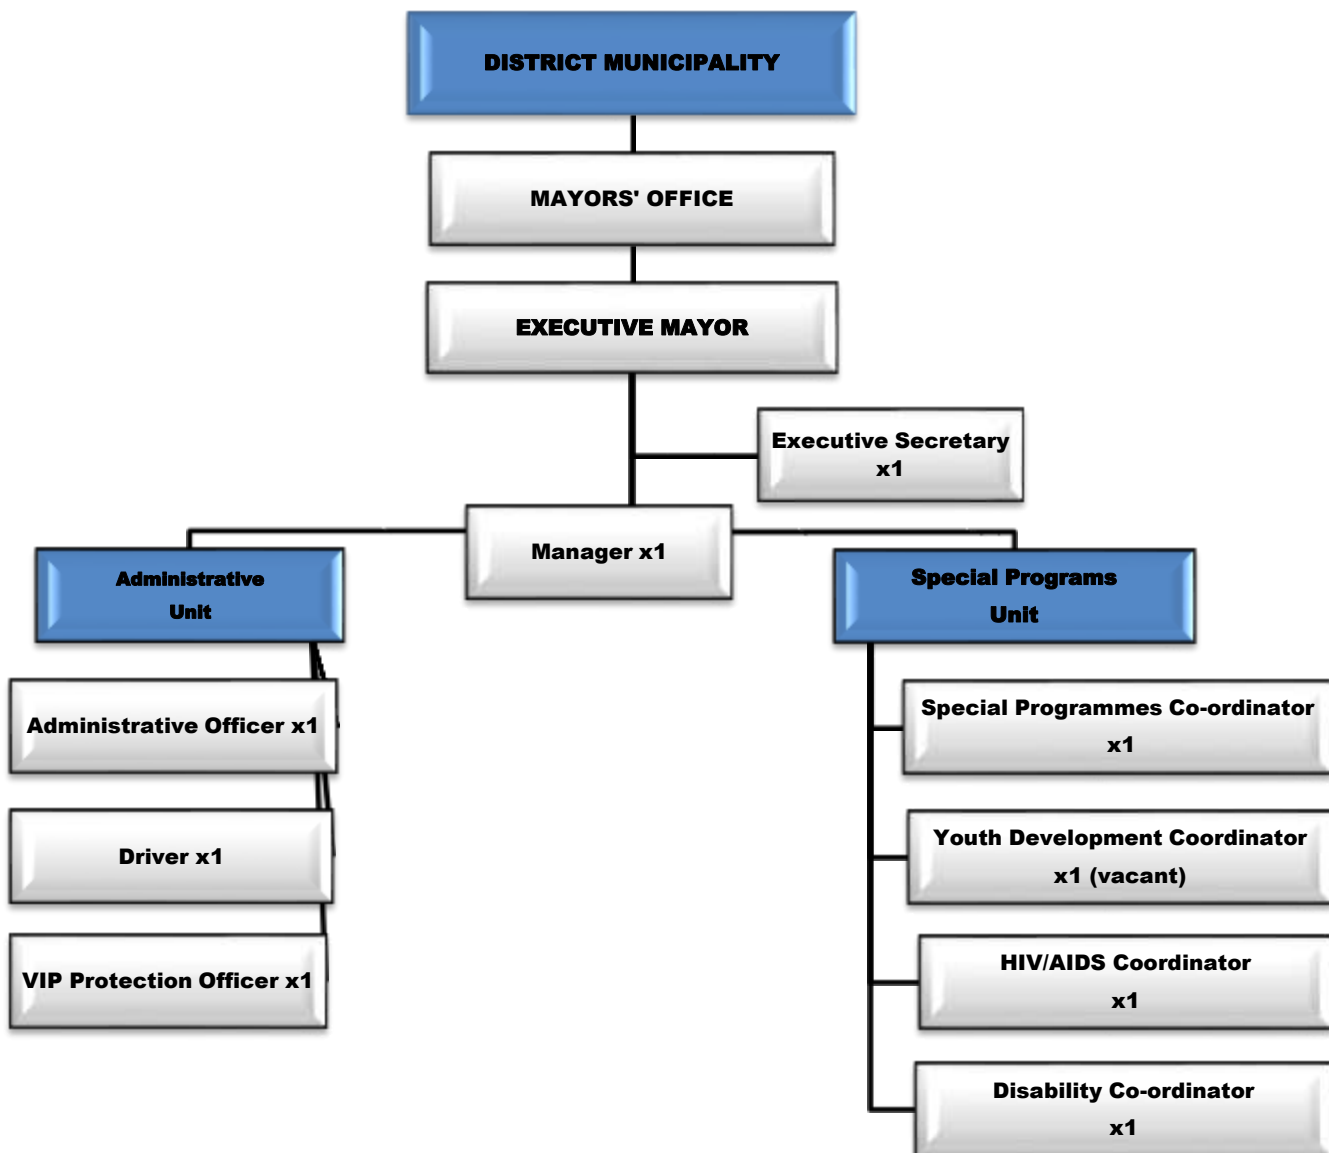 DISTRICT MUNICIPALITY
MAYORS' OFFICE
EXECUTIVE MAYOR
Executive Secretary
x1
Manager x1
Administrative
Unit
Administrative Officer x1
Driver x1
VIP Protection Officer x1
Special Programs
Unit
Special Programmes Co-ordinator
x1
Youth Development Coordinator
x1 (vacant)
HIV/AIDS Coordinator
x1
Disability Co-ordinator
x1